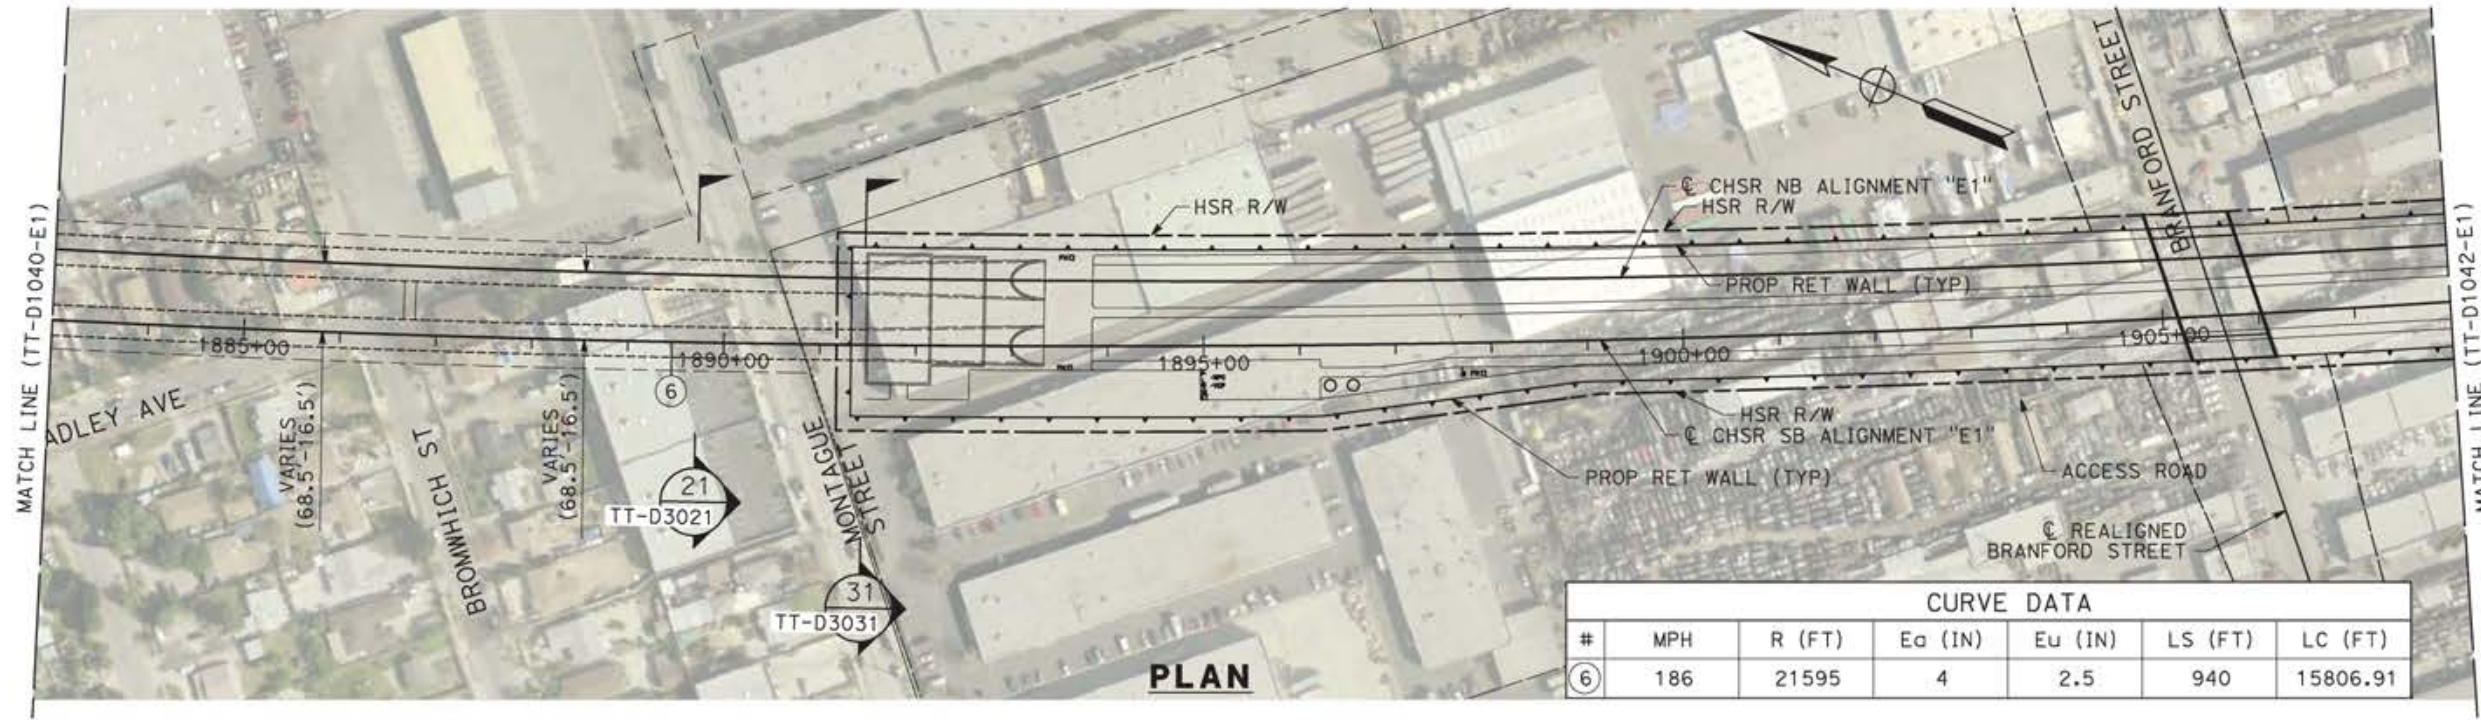 MATCH LINE (TT-D1040-E1)
ADLEY AVE
1885+00
VARIES
(68.5'-16.5')
BROMWHICH ST
VARIES
(68.5'-16.5')
6
1890+00
21
TT-D3021
MONTAGUE
STREET
31
TT-D3031
HSR R/W
1895+00
℄ CHSR NB ALIGNMENT "E1"
HSR R/W
PROP RET WALL (TYP)
1900+00
HSR R/W
℄ CHSR SB ALIGNMENT "E1"
PROP RET WALL (TYP)
ACCESS ROAD
BRANFORD STREET
1905+00
℄ REALIGNED
BRANFORD STREET
MATCH LINE (TT-D1042-E1)
PLAN
CURVE DATA
# MPH R (FT) Ea (IN) Eu (IN) LS (FT) LC (FT)
6 186 21595 4 2.5 940 15806.91